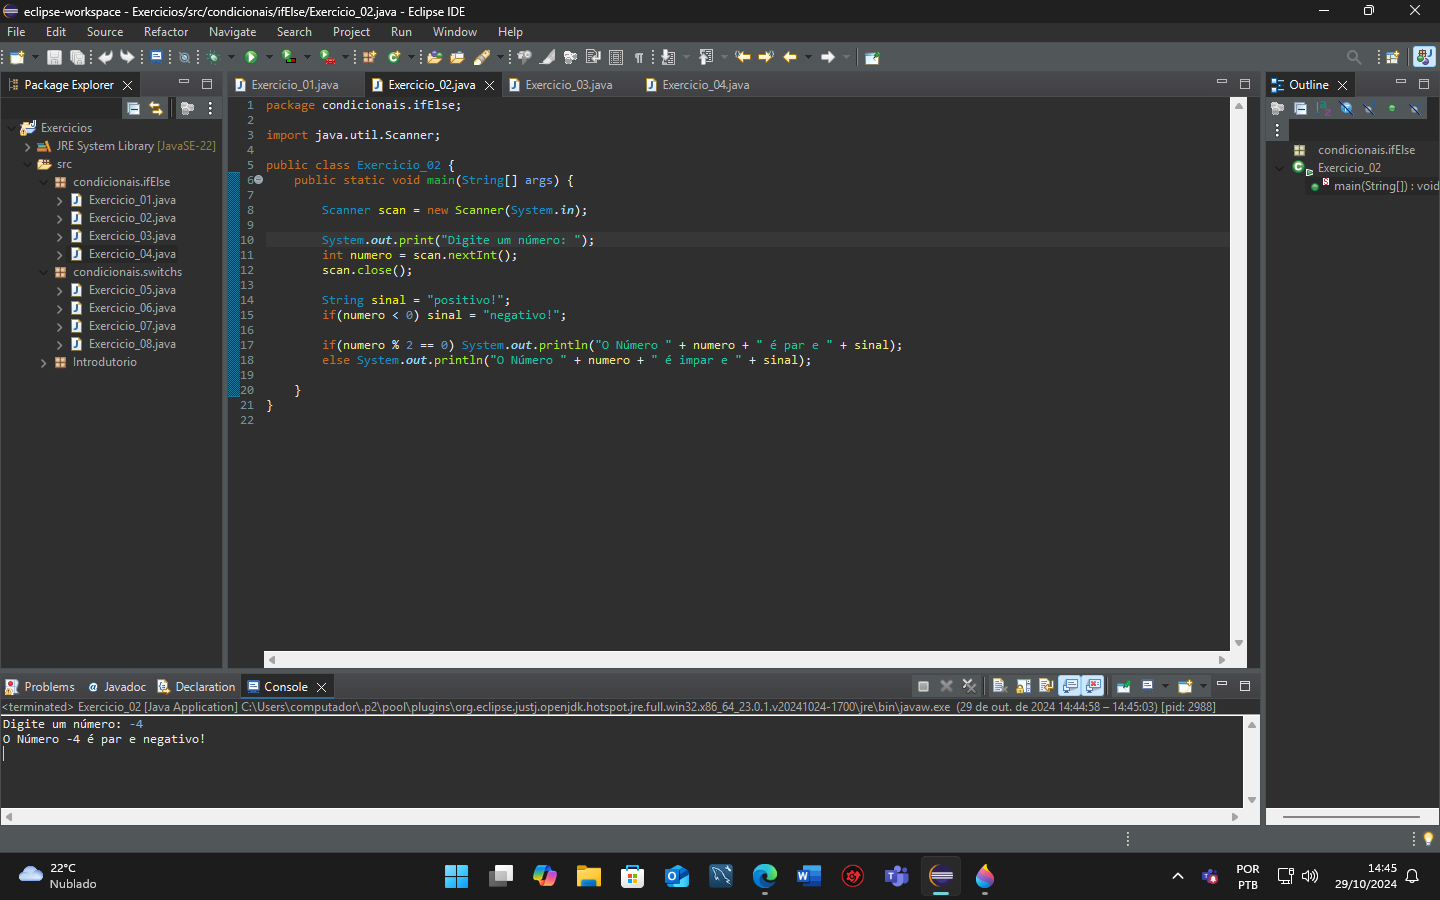 eclipse-workspace - Exercicios/src/condicionais/ifElse/Exercicio_02.java - Eclipse IDE
File Edit Source Refactor Navigate Search Project Run Window Help
Package Explorer
Exercicios
JRE System Library [JavaSE-22]
src
condicionais.ifElse
Exercicio_01.java
Exercicio_02.java
Exercicio_03.java
Exercicio_04.java
condicionais.switchs
Exercicio_05.java
Exercicio_06.java
Exercicio_07.java
Exercicio_08.java
Introdutorio
Exercicio_01.java Exercicio_02.java Exercicio_03.java Exercicio_04.java
1 package condicionais.ifElse;
2
3 import java.util.Scanner;
4
5 public class Exercicio_02 {
6 public static void main(String[] args) {
7
8 Scanner scan = new Scanner(System.in);
9
10 System.out.print("Digite um número: ");
11 int numero = scan.nextInt();
12 scan.close();
13
14 String sinal = "positivo!";
15 if(numero < 0) sinal = "negativo!";
16
17 if(numero % 2 == 0) System.out.println("O Número " + numero + " é par e " + sinal);
18 else System.out.println("O Número " + numero + " é impar e " + sinal);
19
20 }
21 }
22
Outline
condicionais.ifElse
Exercicio_02
main(String[]) : void
Problems Javadoc Declaration Console
<terminated> Exercicio_02 [Java Application] C:\Users\computador\.p2\pool\plugins\org.eclipse.justj.openjdk.hotspot.jre.full.win32.x86_64_23.0.1.v20241024-1700\jre\bin\javaw.exe (29 de out. de 2024 14:44:58 – 14:45:03) [pid: 2988]
Digite um número: -4
O Número -4 é par e negativo!
22°C
Nublado
POR
PTB
14:45
29/10/2024